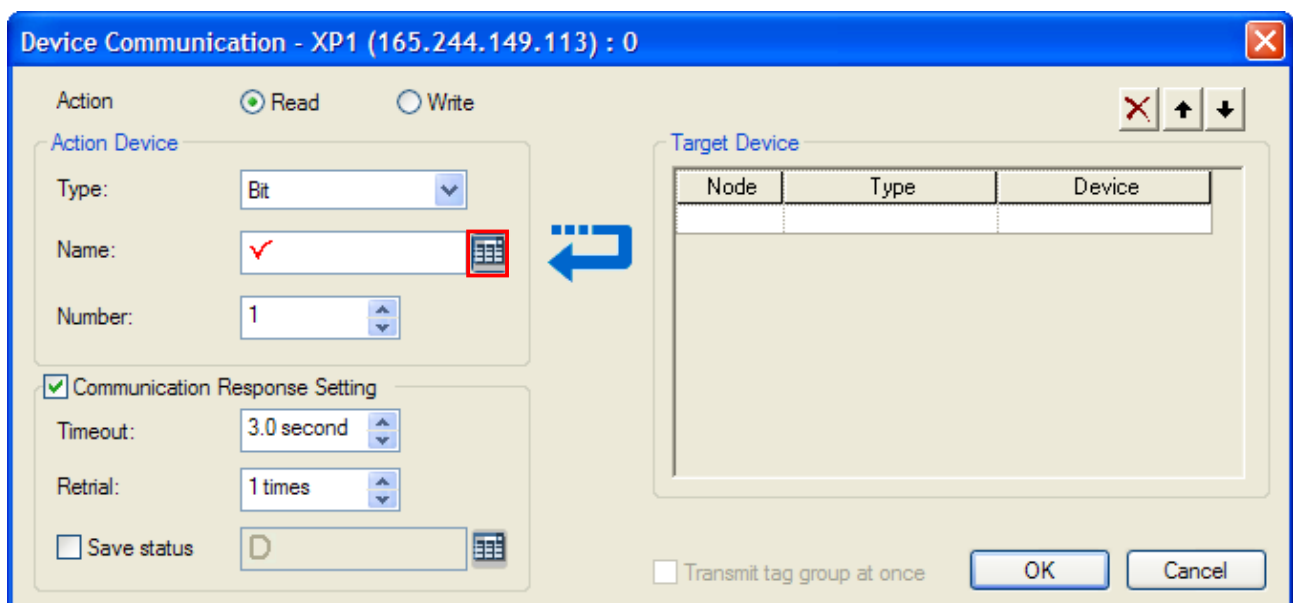 Device Communication - XP1 (165.244.149.113) : 0
Action Read Write
Action Device
Type: Bit
Name:
Number: 1
Communication Response Setting
Timeout: 3.0 second
Retrial: 1 times
Save status D
Target Device
Node Type Device
Transmit tag group at once
OK Cancel